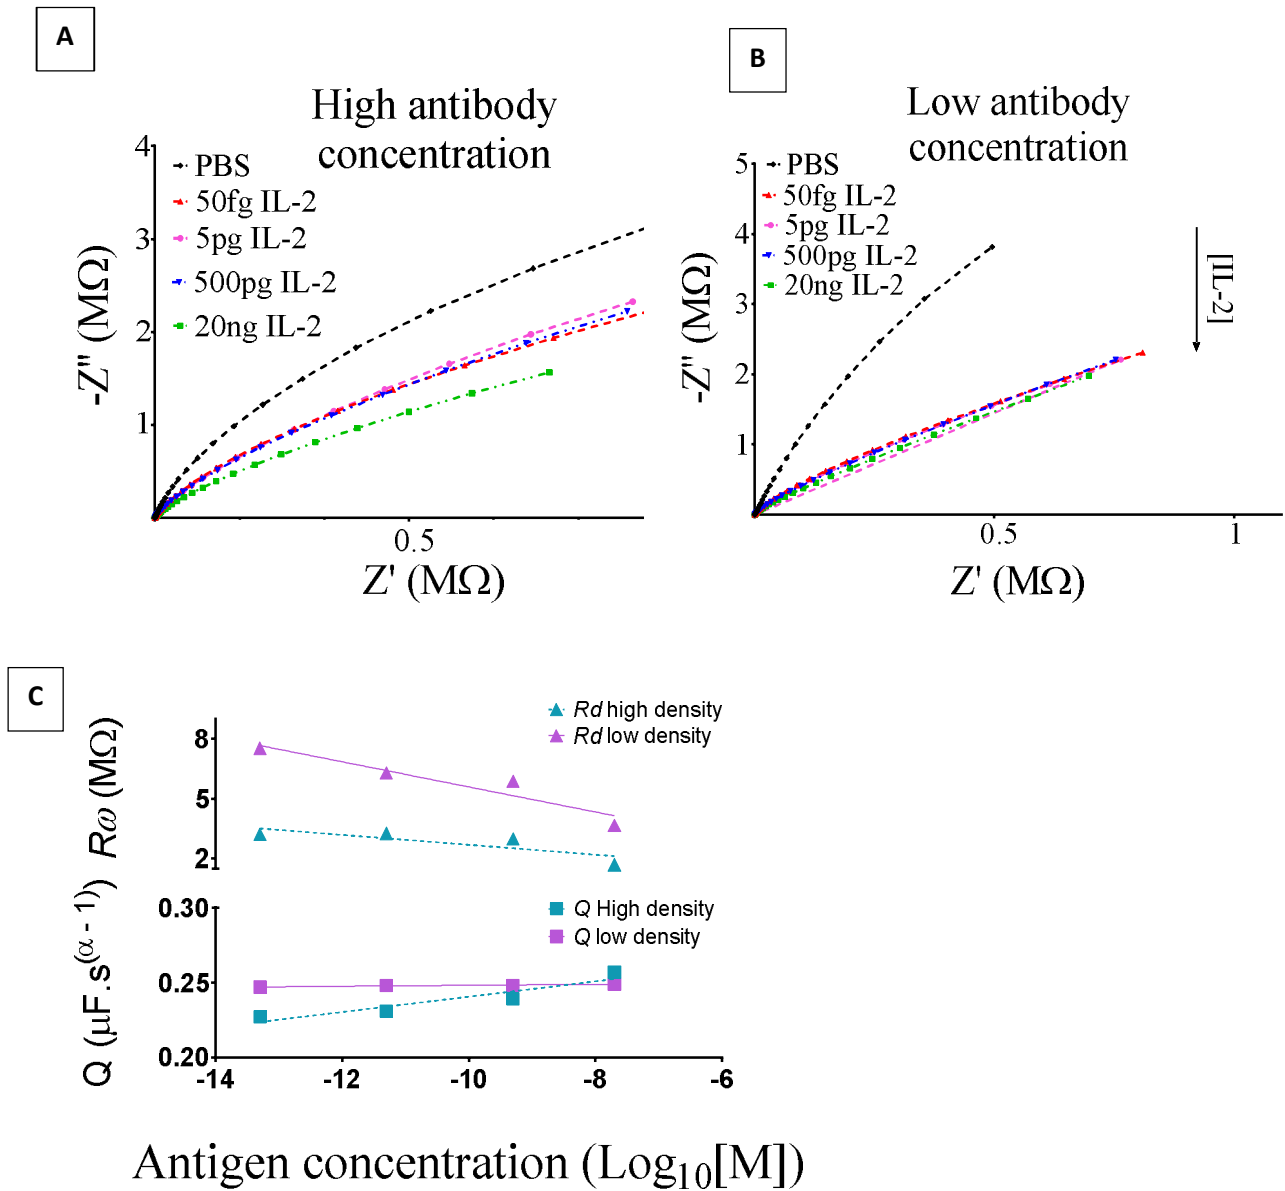 A
High antibody
concentration
4
3
2
1
-Z'' (MΩ)
PBS
50fg IL-2
5pg IL-2
500pg IL-2
20ng IL-2
0.5
Z' (MΩ)
B
Low antibody
concentration
5
4
3
2
1
-Z'' (MΩ)
PBS
50fg IL-2
5pg IL-2
500pg IL-2
20ng IL-2
[IL-2]
0.5
1
Z' (MΩ)
C
Rω (MΩ)
8
5
2
Rd high density
Rd low density
Q (μF.s(α - 1))
0.30
0.25
0.20
Q High density
Q low density
-14
-12
-10
-8
-6
Antigen concentration (Log10[M])